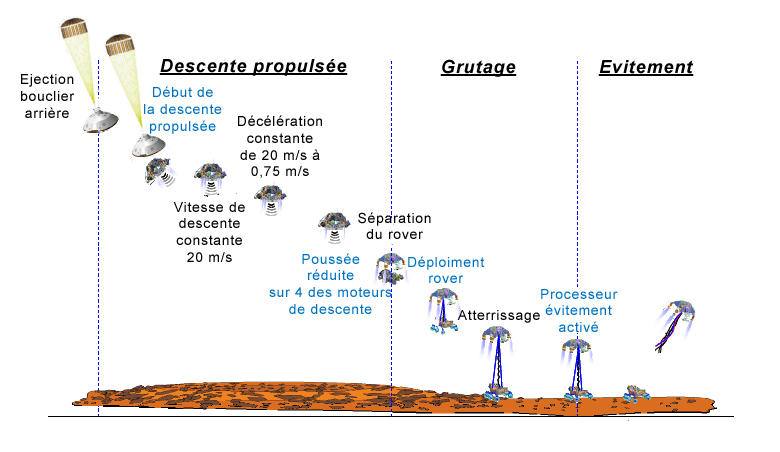 Descente propulsée
Grutage
Evitement
Ejection
bouclier
arrière
Début de
la descente
propulsée
Décélération
constante
de 20 m/s à
0,75 m/s
Vitesse de
descente
constante
20 m/s
Séparation
du rover
Poussée
réduite
sur 4 des moteurs
de descente
Déploiment
rover
Atterrissage
Processeur
évitement
activé